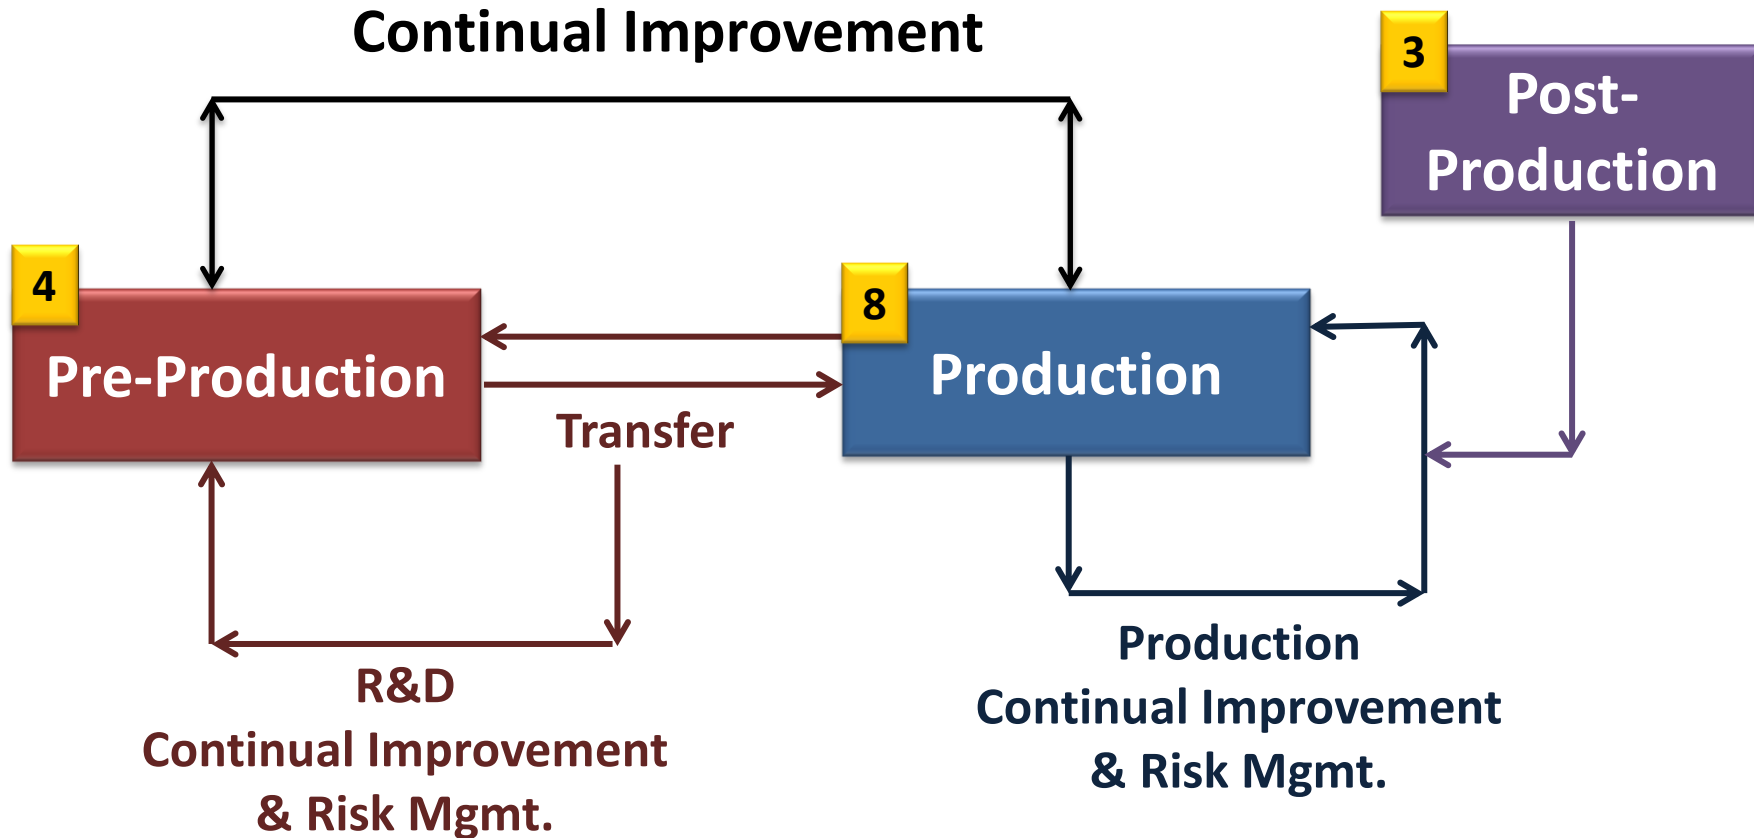 Continual Improvement
3
Post-
Production
4
Pre-Production
8
Production
Transfer
R&D
Continual Improvement
& Risk Mgmt.
Production
Continual Improvement
& Risk Mgmt.